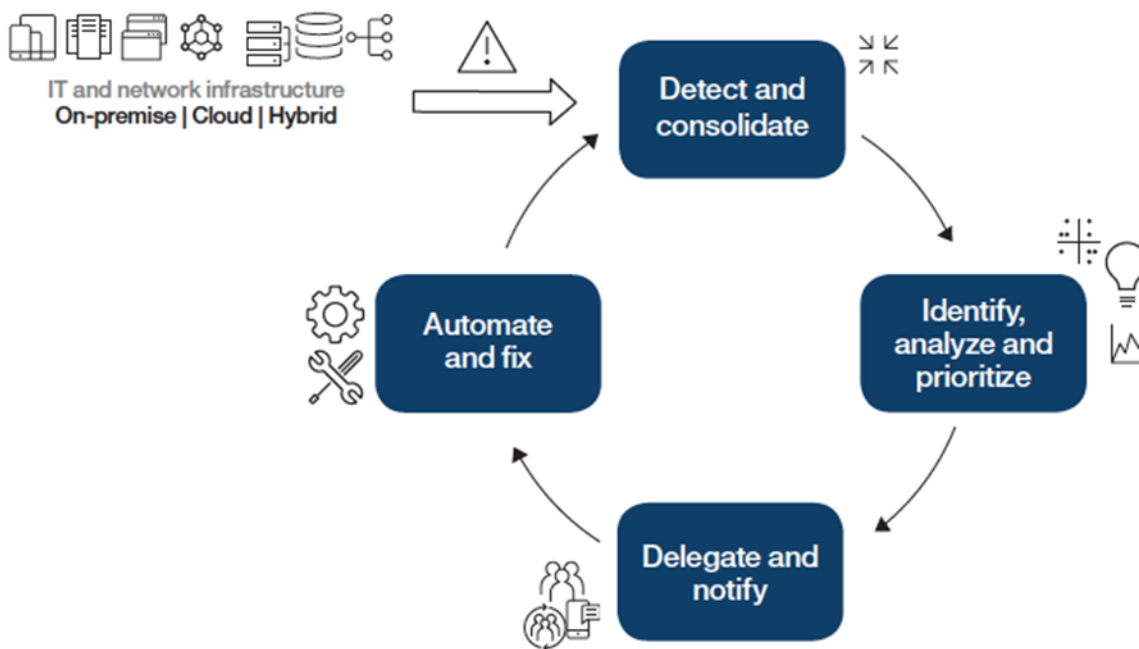 IT and network infrastructure
On-premise | Cloud | Hybrid
Detect and
consolidate
Identify,
analyze and
prioritize
Delegate and
notify
Automate
and fix